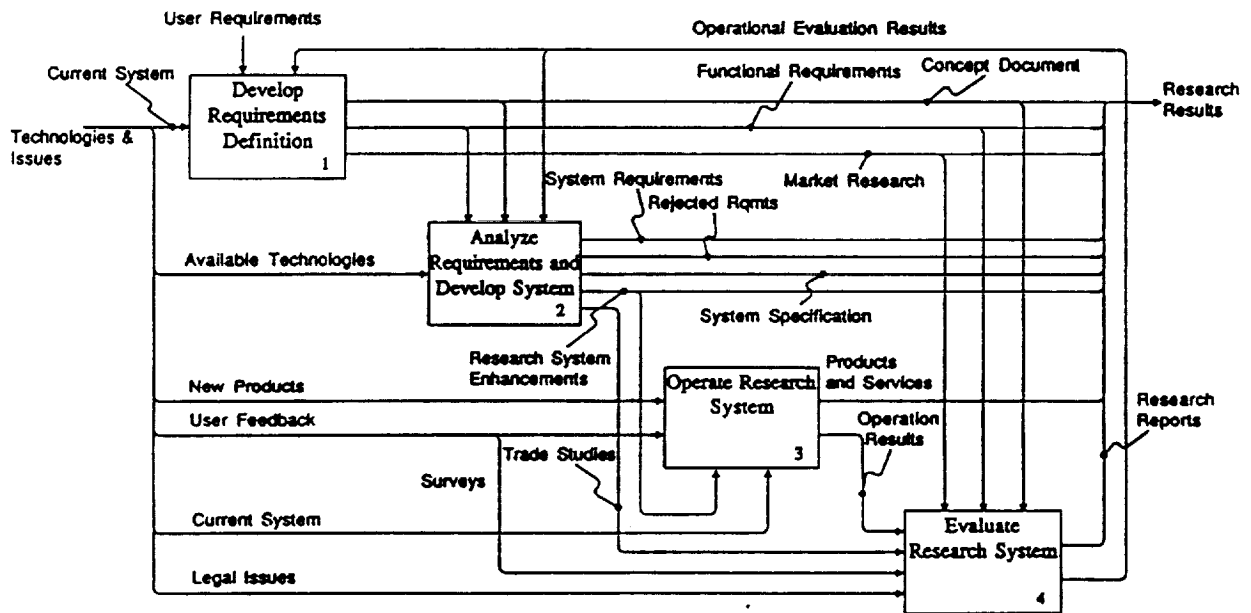 User Requirements
Operational Evaluation Results
Current System
Develop
Requirements
Definition
1
Functional Requirements
Concept Document
Research
Results
Technologies &
Issues
System Requirements
Market Research
Rejected Rqmts
Analyze
Requirements and
Develop System
2
Available Technologies
System Specification
Research System
Enhancements
Products
and Services
New Products
Operate Research
System
3
User Feedback
Operation
Results
Research
Reports
Trade Studies
Surveys
Current System
Evaluate
Research System
4
Legal Issues